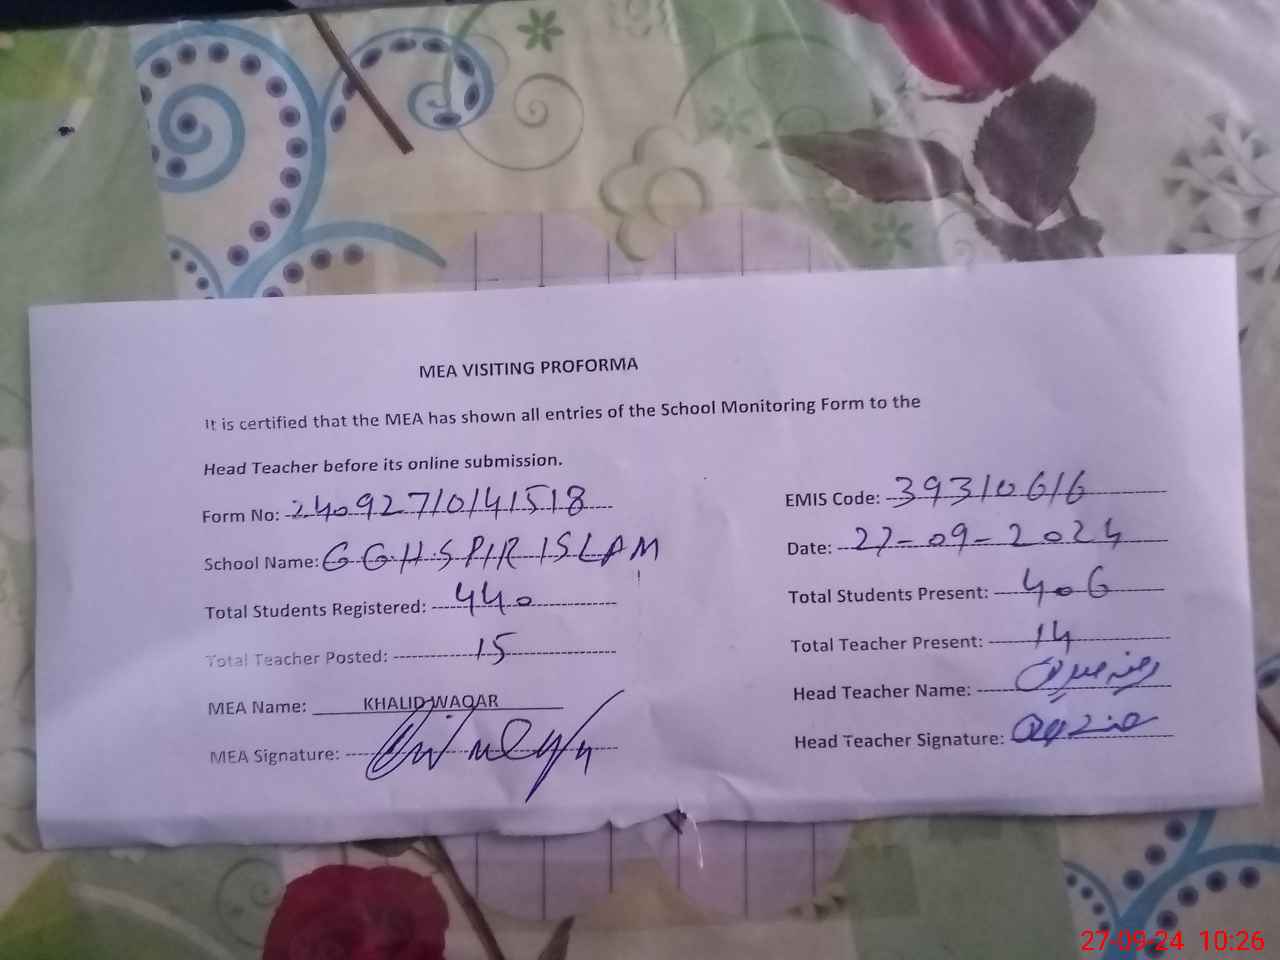 MEA VISITING PROFORMA
It is certified that the MEA has shown all entries of the School Monitoring Form to the
Head Teacher before its online submission.
Form No: 24092710141518
EMIS Code: 39310616
School Name: GGHS PIR ISLAM
Date: 27-09-2024
Total Students Registered: 440
Total Students Present: 406
Total Teacher Posted: 15
Total Teacher Present: 14
MEA Name: KHALID WAQAR
Head Teacher Name:
MEA Signature:
Head Teacher Signature:
27-09-24 10:26